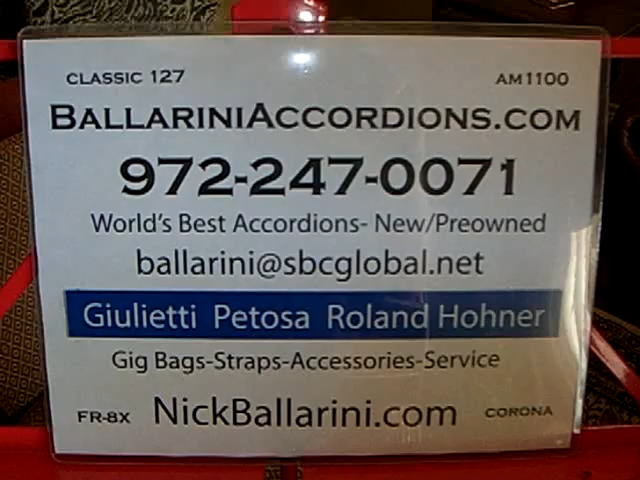 CLASSIC 127 AM1100
BALLARINIACCORDIONS.COM
972-247-0071
World's Best Accordions- New/Preowned
ballarini@sbcglobal.net
Giulietti Petosa Roland Hohner
Gig Bags-Straps-Accessories-Service
FR-8X NickBallarini.com CORONA